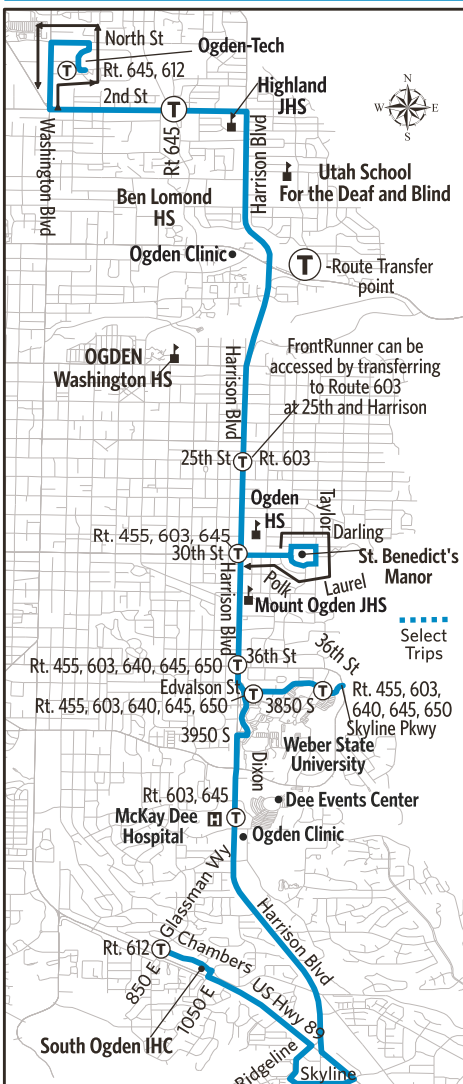 North St
Ogden-Tech
Rt. 645, 612
2nd St
Washington Blvd
Rt 645
T
T
Highland
JHS
Harrison Blvd
N
W E
S
Utah School
For the Deaf and Blind
Ben Lomond
HS
Ogden Clinic
T -Route Transfer
point
OGDEN
Washington HS
Harrison Blvd
FrontRunner can be
accessed by transferring
to Route 603
at 25th and Harrison
25th St T Rt. 603
Ogden
HS
Taylor
Darling
Rt. 455, 603, 645
30th St T
St. Benedict's
Manor
Polk
Laurel
Harrison Blvd
Mount Ogden JHS
Select
Trips
36th St
T
36th St
Rt. 455, 603, 640, 645, 650
Edvalson St
T
T
Rt. 455, 603, 640, 645, 650
3850 S
Rt. 455, 603,
640, 645, 650
Skyline Pkwy
3950 S
Weber State
University
Dixon
Rt. 603, 645
Dee Events Center
McKay Dee H T
Hospital
Ogden Clinic
Glassman Wy
Harrison Blvd
Rt. 612 T
Chambers
850 E
1050 E
US Hwy 89
South Ogden IHC
Ridgeline
Skyline